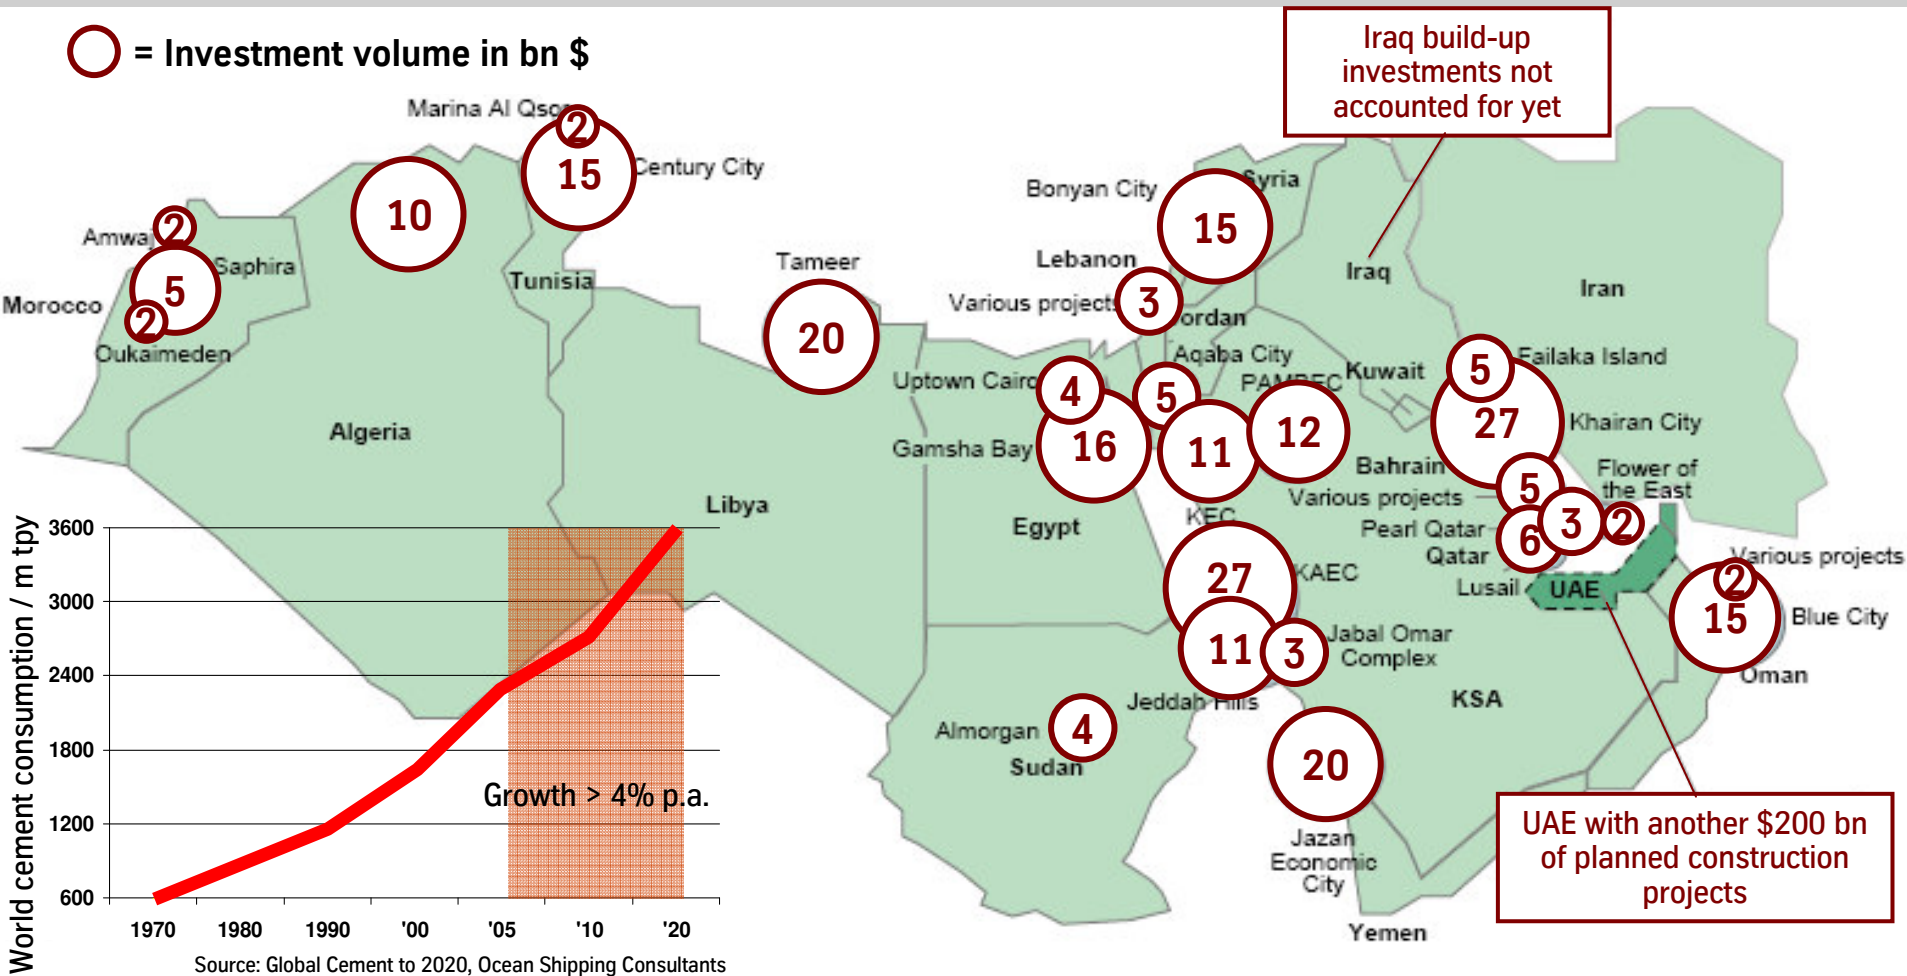 = Investment volume in bn $
Iraq build-up
investments not
accounted for yet
Marina Al Qsor
2
15
Century City
10
Amwaj
2
Saphira
5
Morocco
2
Oukaimeden
Tunisia
Algeria
Libya
Tameer
20
Bonyan City
Syria
15
Lebanon
Various projects
3
Jordan
Iraq
Iran
Aqaba City
Uptown Cairo
4
5
PAMPEC
Kuwait
5
Failaka Island
Gamsha Bay
16
11
12
27
Khairan City
Bahrain
Various projects
5
Flower of
the East
KEC
Egypt
Pearl Qatar
6
3
2
Qatar
Lusail
UAE
Various projects
2
15
Blue City
Oman
27
KAEC
11
3
Jabal Omar
Complex
Jeddah Hills
KSA
Almorgan
4
Sudan
20
Jazan
Economic
City
Yemen
UAE with another $200 bn
of planned construction
projects
World cement consumption / m tpy
3600
3000
2400
1800
1200
600
Growth > 4% p.a.
1970 1980 1990 '00 '05 '10 '20
Source: Global Cement to 2020, Ocean Shipping Consultants